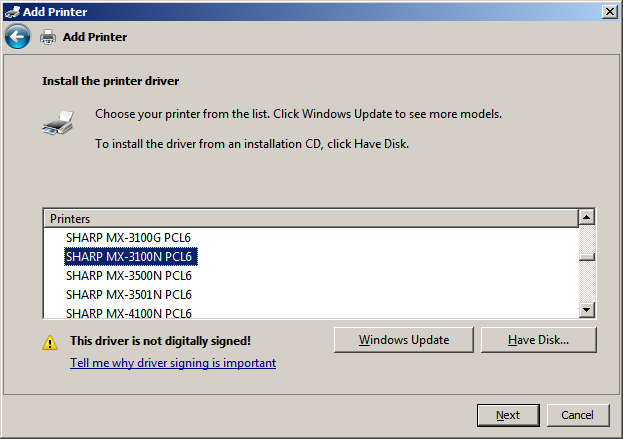 Add Printer
Add Printer
Install the printer driver
Choose your printer from the list. Click Windows Update to see more models.
To install the driver from an installation CD, click Have Disk.
Printers
SHARP MX-3100G PCL6
SHARP MX-3100N PCL6
SHARP MX-3500N PCL6
SHARP MX-3501N PCL6
SHARP MX-4100N PCL6
This driver is not digitally signed!
Windows Update
Have Disk...
Tell me why driver signing is important
Next
Cancel